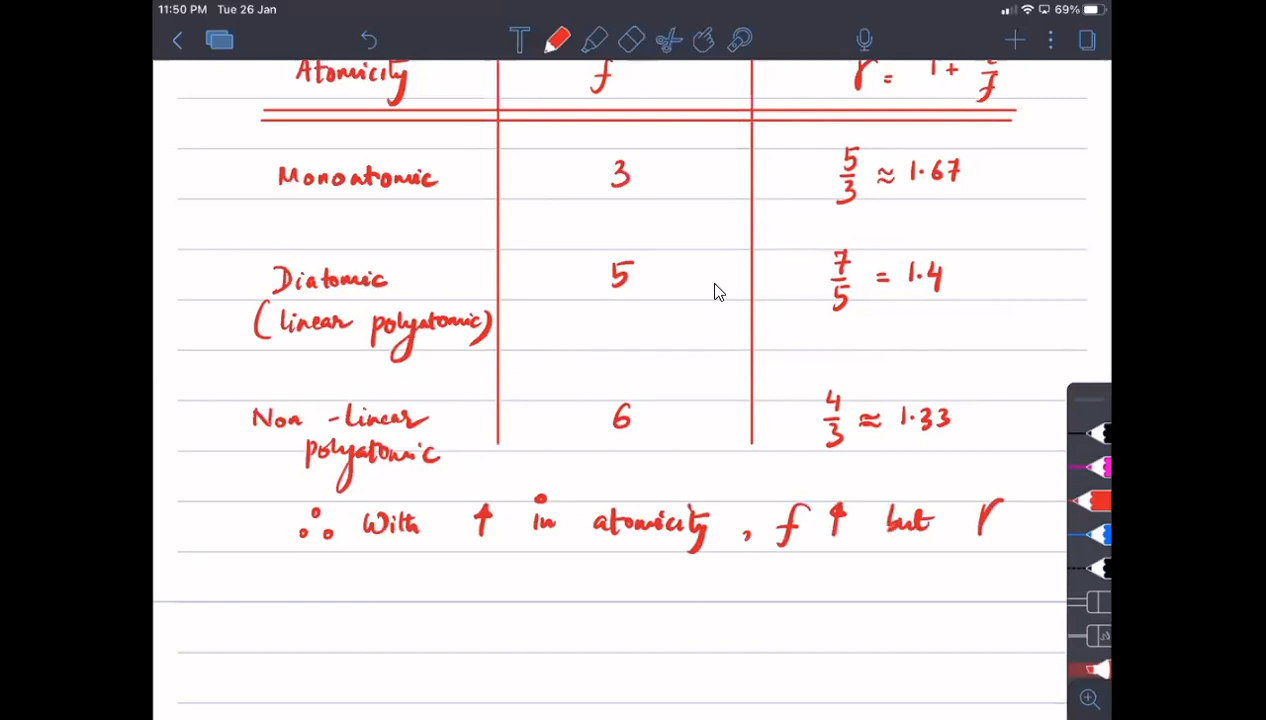 11:50 PM Tue 26 Jan 69%
T
Atomicity f γ = 1 + 2/f
Monoatomic 3 5/3 ≈ 1.67
Diatomic 5 7/5 = 1.4
(linear polyatomic)
Non-linear 6 4/3 ≈ 1.33
polyatomic
∴ With ↑ in atomicity, f ↑ but γ